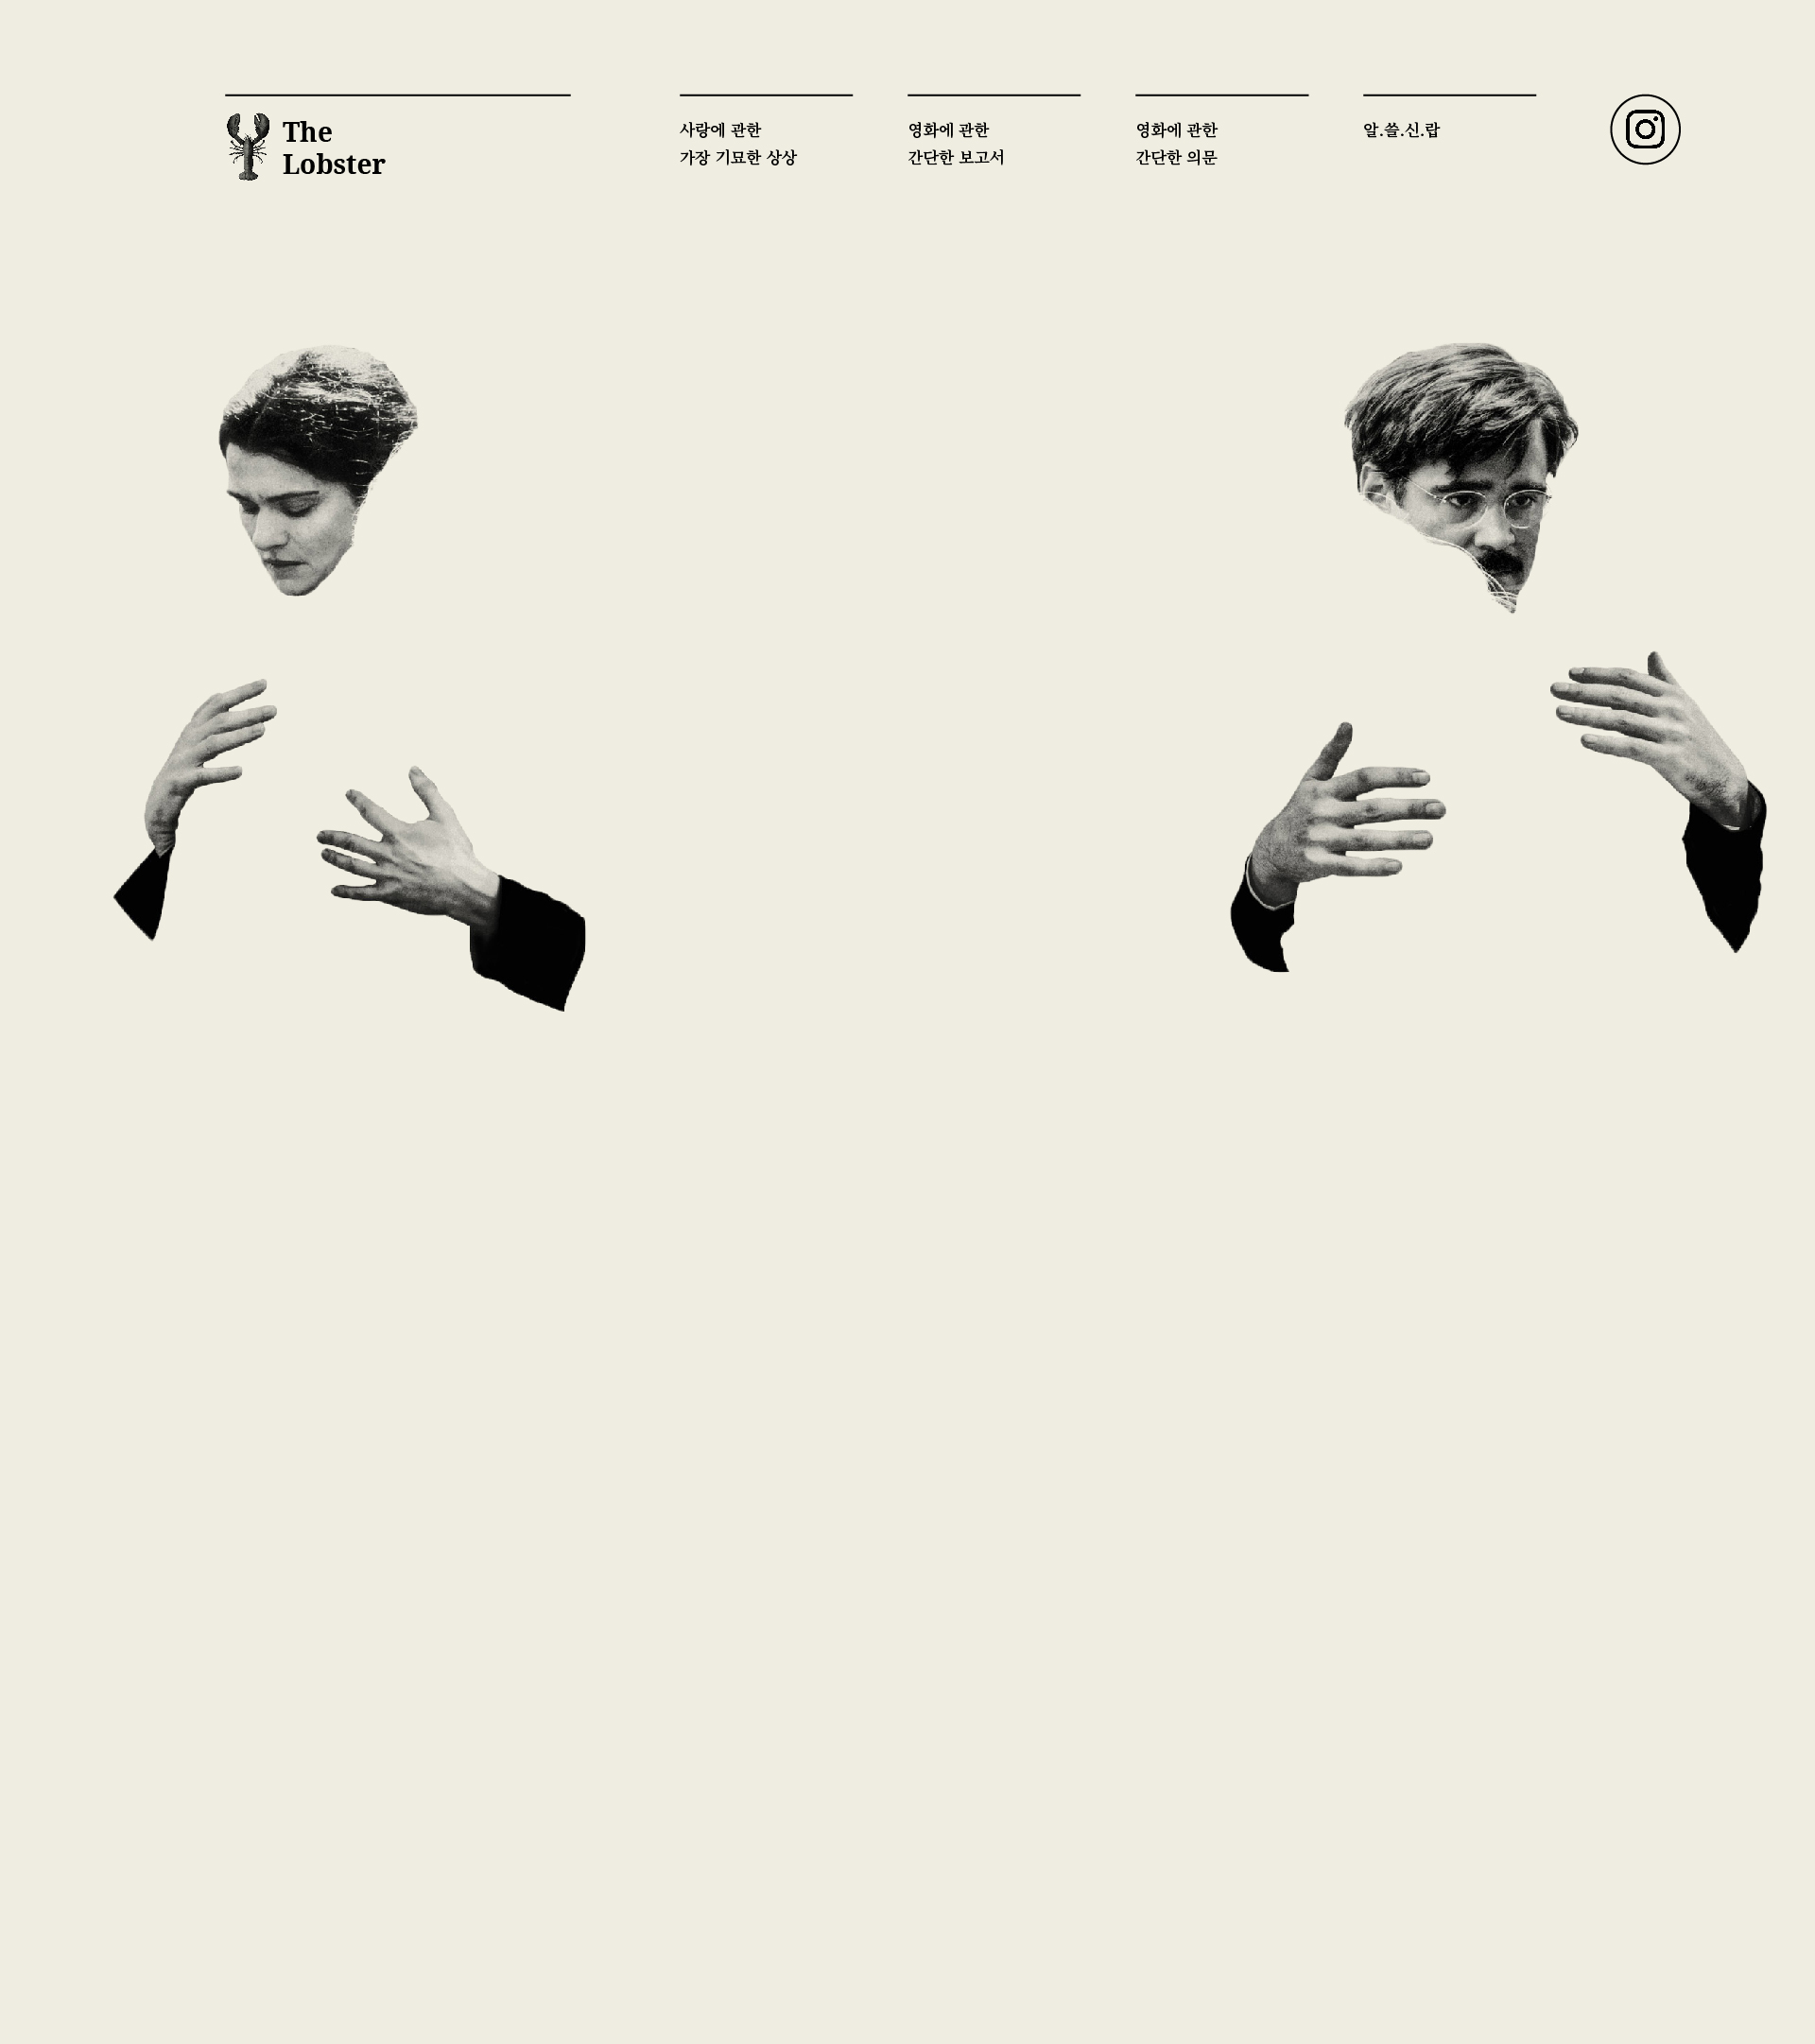 The
Lobster
사랑에 관한
가장 기묘한 상상
영화에 관한
간단한 보고서
영화에 관한
간단한 의문
알.쓸.신.랍